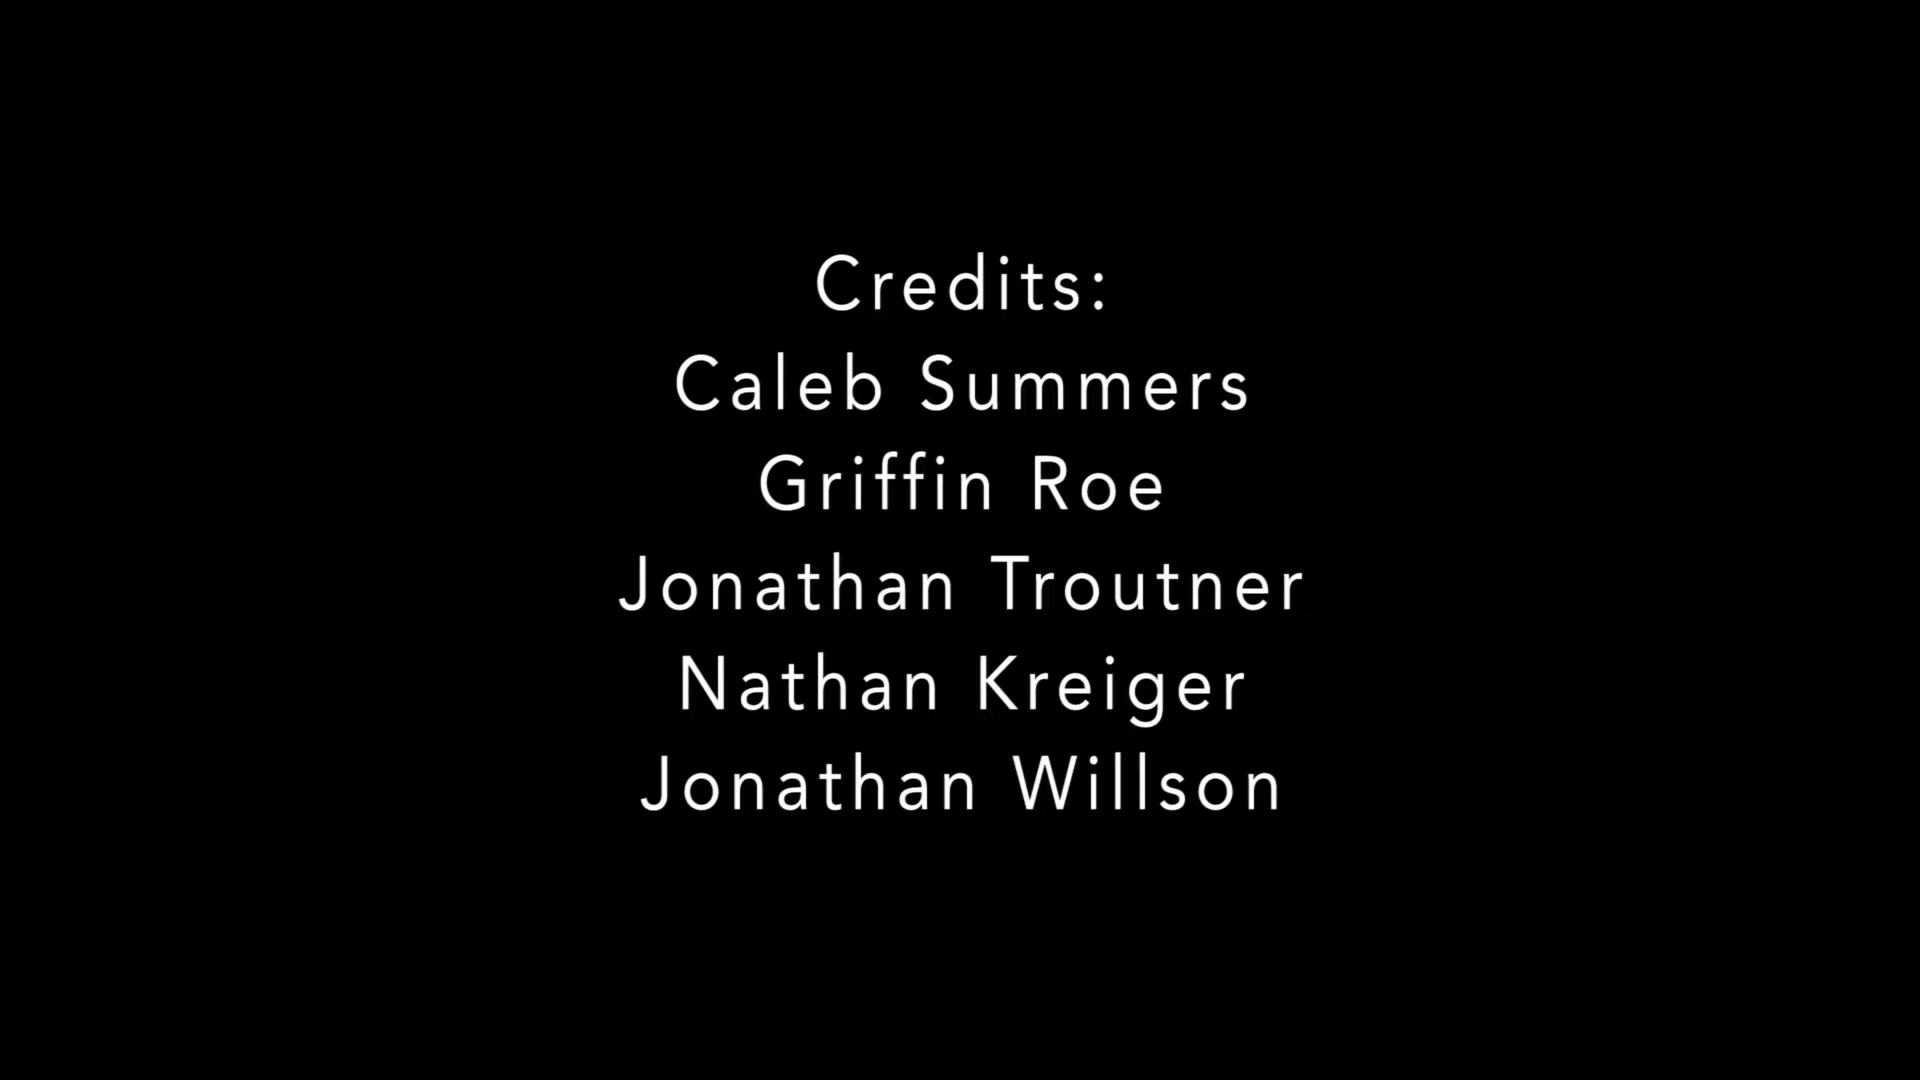 Credits:
Caleb Summers
Griffin Roe
Jonathan Troutner
Nathan Kreiger
Jonathan Willson